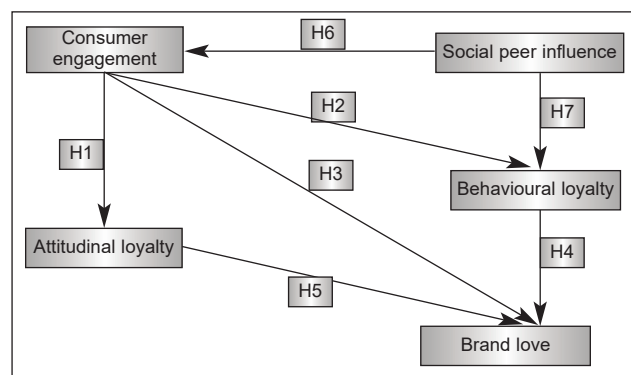 Consumer
engagement
H6
Social peer influence
H2
H7
H1
H3
Behavioural loyalty
Attitudinal loyalty
H4
H5
Brand love